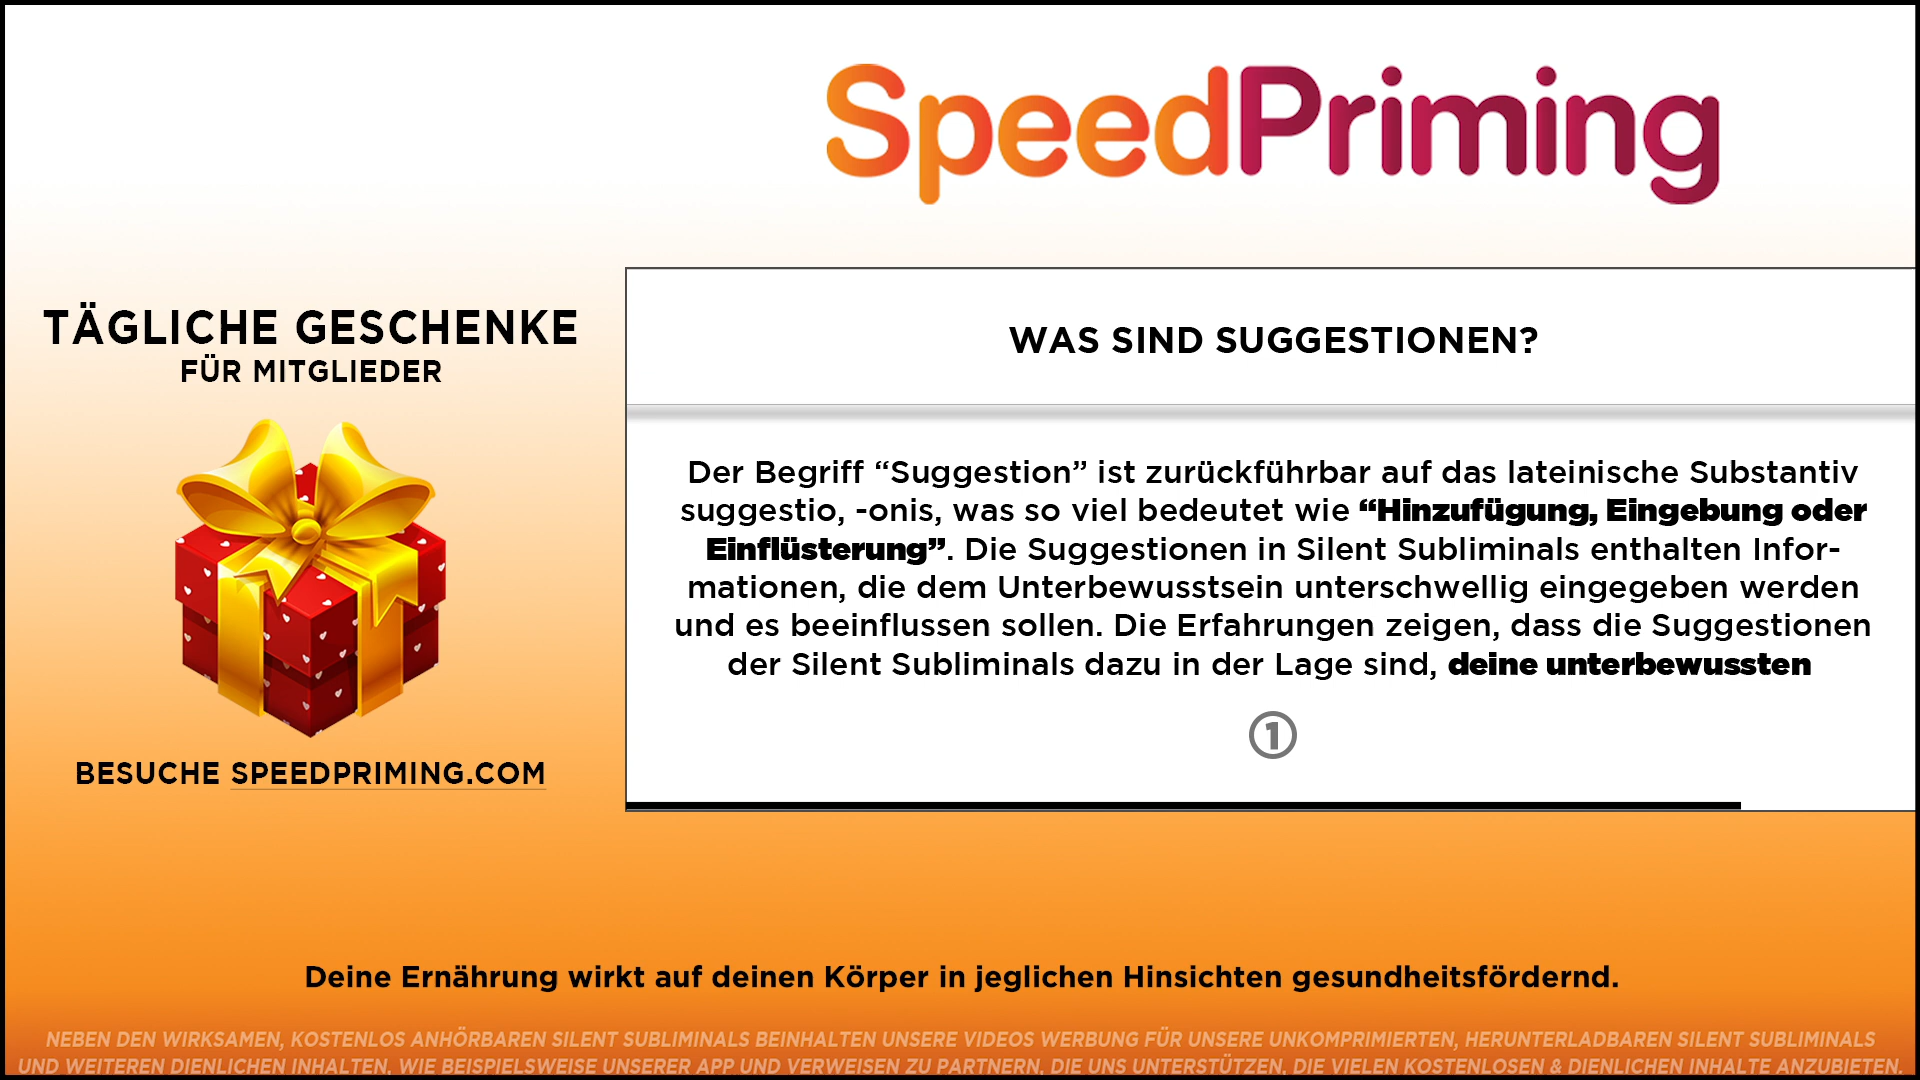 SpeedPriming
TÄGLICHE GESCHENKE
FÜR MITGLIEDER
BESUCHE SPEEDPRIMING.COM
WAS SIND SUGGESTIONEN?
Der Begriff “Suggestion” ist zurückführbar auf das lateinische Substantiv
suggestio, -onis, was so viel bedeutet wie “Hinzufügung, Eingebung oder
Einflüsterung”. Die Suggestionen in Silent Subliminals enthalten Infor-
mationen, die dem Unterbewusstsein unterschwellig eingegeben werden
und es beeinflussen sollen. Die Erfahrungen zeigen, dass die Suggestionen
der Silent Subliminals dazu in der Lage sind, deine unterbewussten
①
Deine Ernährung wirkt auf deinen Körper in jeglichen Hinsichten gesundheitsfördernd.
NEBEN DEN WIRKSAMEN, KOSTENLOS ANHÖRBAREN SILENT SUBLIMINALS BEINHALTEN UNSERE VIDEOS WERBUNG FÜR UNSERE UNKOMPRIMIERTEN, HERUNTERLADBAREN SILENT SUBLIMINALS
UND WEITEREN DIENLICHEN INHALTEN, WIE BEISPIELSWEISE UNSERER APP UND VERWEISEN ZU PARTNERN, DIE UNS UNTERSTÜTZEN, DIE VIELEN KOSTENLOSEN & DIENLICHEN INHALTE ANZUBIETEN.